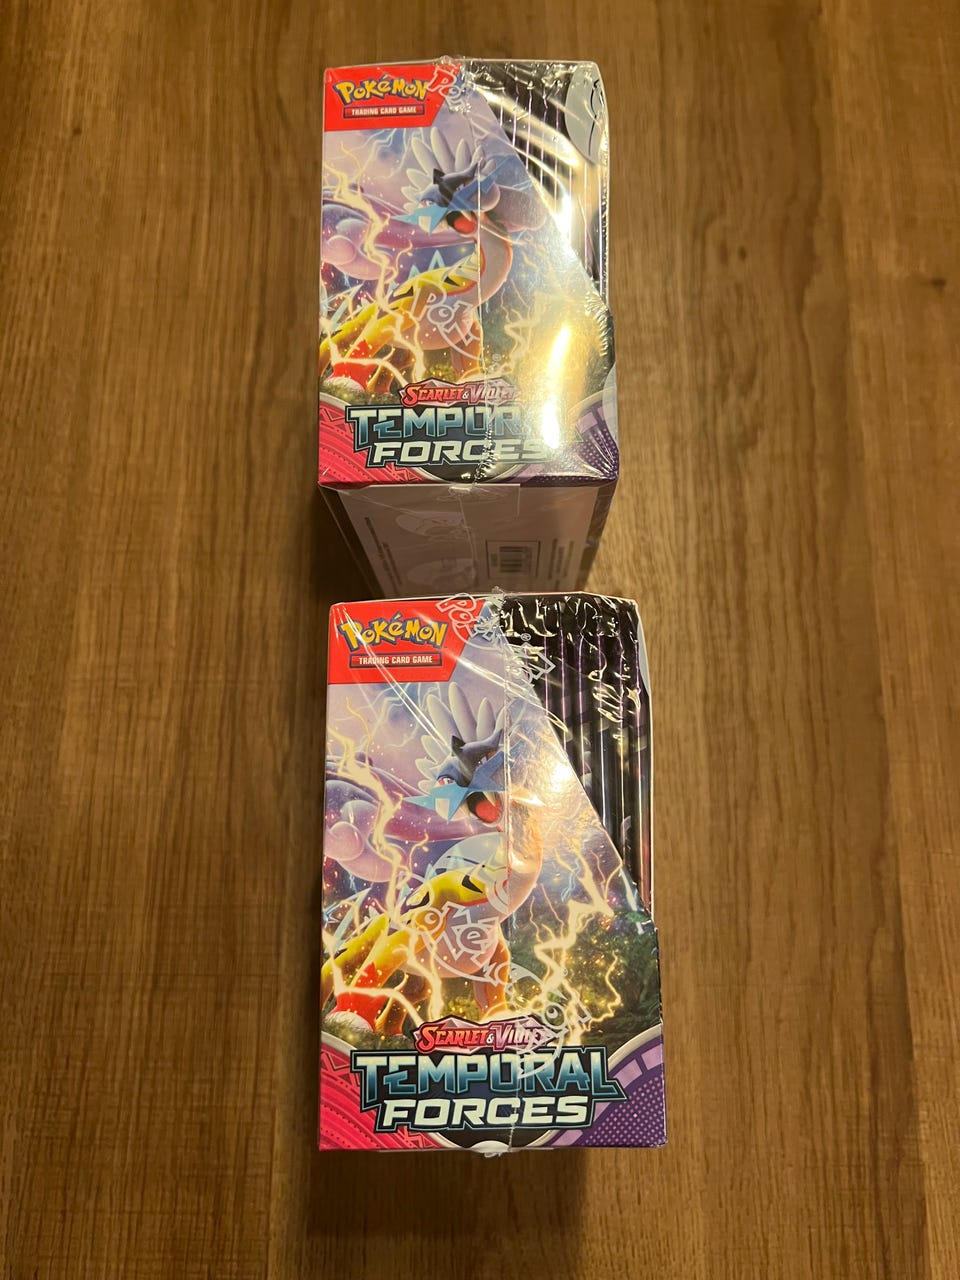 Pokémon
TRADING CARD GAME
SCARLET & VIOLET
TEMPORAL
FORCES
Pokémon
TRADING CARD GAME
SCARLET & VIOLET
TEMPORAL
FORCES